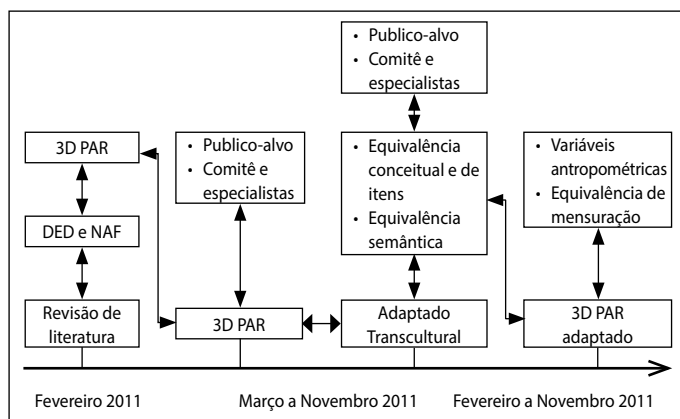 3D PAR
DED e NAF
Revisão de
literatura
• Publico-alvo
• Comitê e
especialistas
3D PAR
• Publico-alvo
• Comitê e
especialistas
• Equivalência
conceitual e de
itens
• Equivalência
semântica
Adaptado
Transcultural
• Variáveis
antropométricas
• Equivalência de
mensuração
3D PAR
adaptado
Fevereiro 2011
Março a Novembro 2011
Fevereiro a Novembro 2011